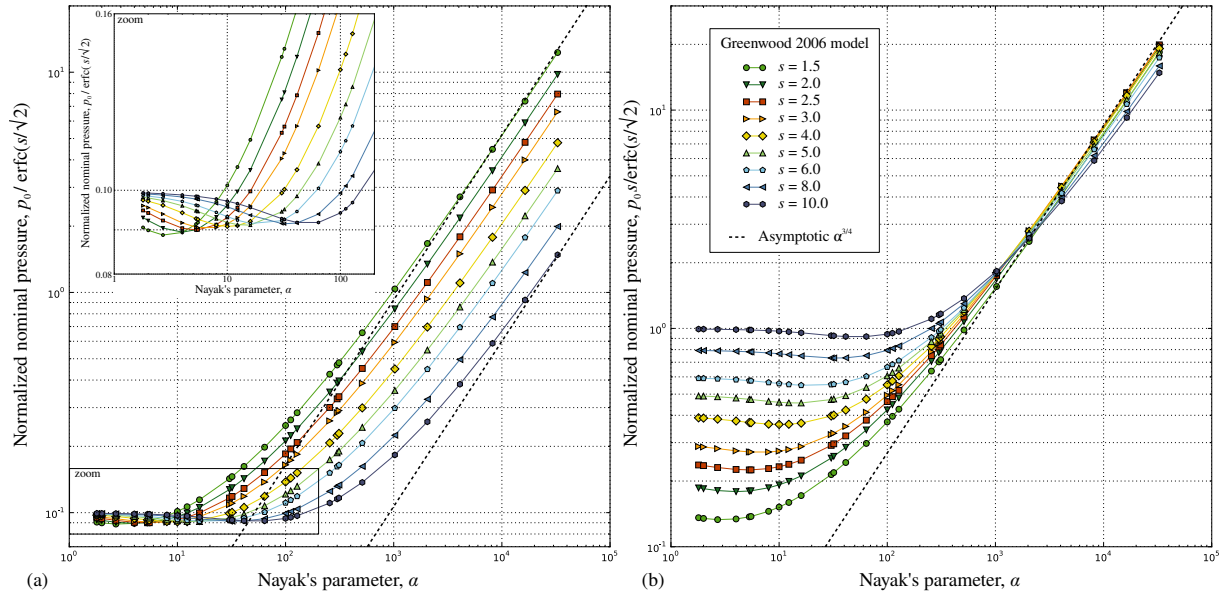 Normalized nominal pressure, p₀/ erfc(s/√2)
10¹
10⁰
10⁻¹
zoom
0.16
0.10
0.08
1
10
100
Normalized nominal pressure, p₀/ erfc(s/√2)
Nayak's parameter, α
zoom
10⁰
10¹
10²
10³
10⁴
10⁵
(a)
Nayak's parameter, α
Normalized nominal pressure, p₀s/erfc(s/√2)
10¹
10⁰
10⁻¹
Greenwood 2006 model
s = 1.5
s = 2.0
s = 2.5
s = 3.0
s = 4.0
s = 5.0
s = 6.0
s = 8.0
s = 10.0
Asymptotic α³ᐟ⁴
10⁰
10¹
10²
10³
10⁴
10⁵
(b)
Nayak's parameter, α